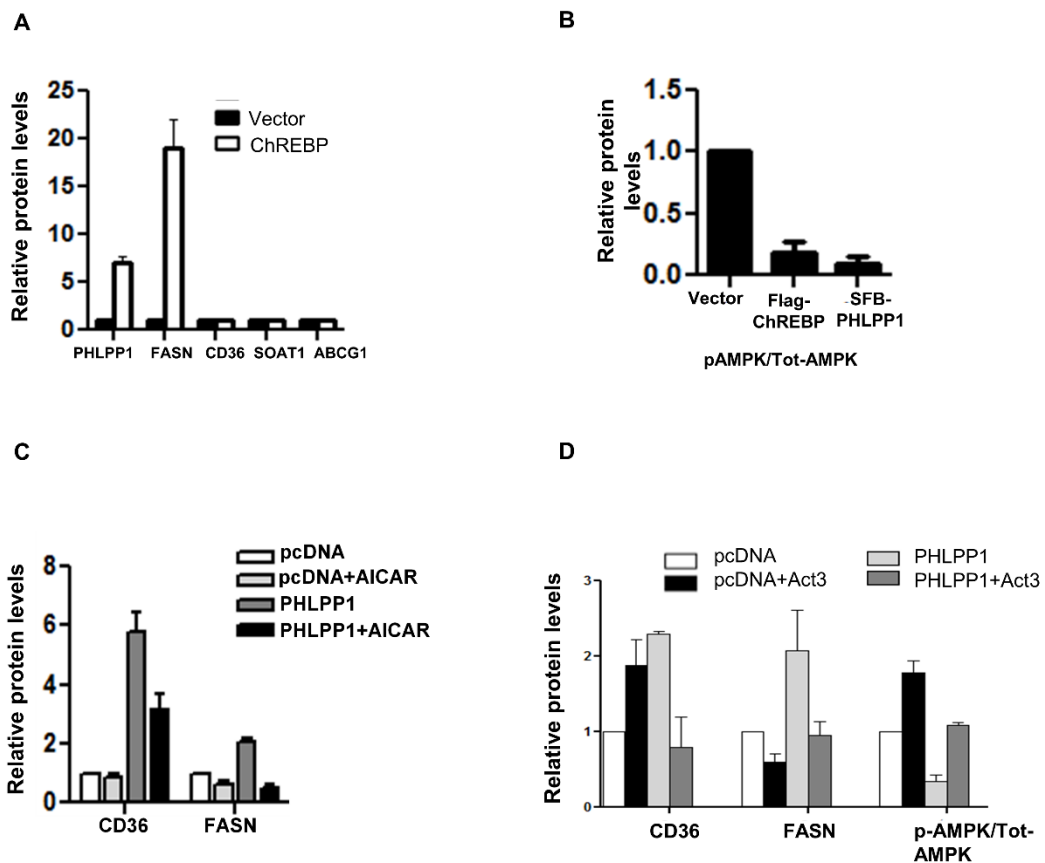 A
Relative protein levels
25
20
15
10
5
0
Vector
ChREBP
PHLPP1 FASN CD36 SOAT1 ABCG1
B
Relative protein
levels
1.5
1.0
0.5
0.0
Vector Flag- -SFB-
ChREBP PHLPP1
pAMPK/Tot-AMPK
C
Relative protein levels
8
6
4
2
0
pcDNA
pcDNA+AICAR
PHLPP1
PHLPP1+AICAR
CD36 FASN
D
Relative protein levels
3
2
1
0
pcDNA PHLPP1
pcDNA+Act3 PHLPP1+Act3
CD36 FASN p-AMPK/Tot-
AMPK